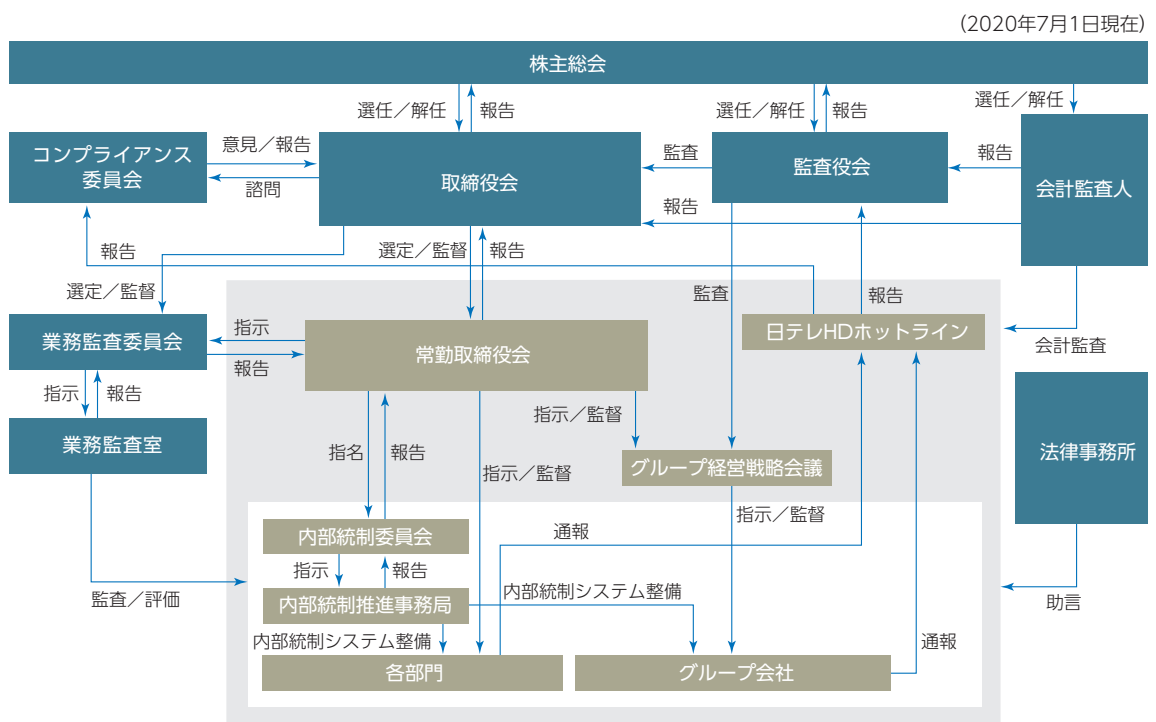 （2020年7月1日現在）
株主総会
選任／解任
報告
選任／解任
報告
選任／解任
コンプライアンス
委員会
意見／報告
諮問
取締役会
監査
監査役会
報告
会計監査人
報告
報告
選定／監督
選定／監督
報告
監査
報告
業務監査委員会
指示
報告
常勤取締役会
日テレHDホットライン
会計監査
指示
報告
業務監査室
指名
報告
指示／監督
指示／監督
グループ経営戦略会議
法律事務所
指示／監督
内部統制委員会
通報
指示
報告
監査／評価
内部統制推進事務局
内部統制システム整備
助言
内部統制システム整備
通報
各部門
グループ会社